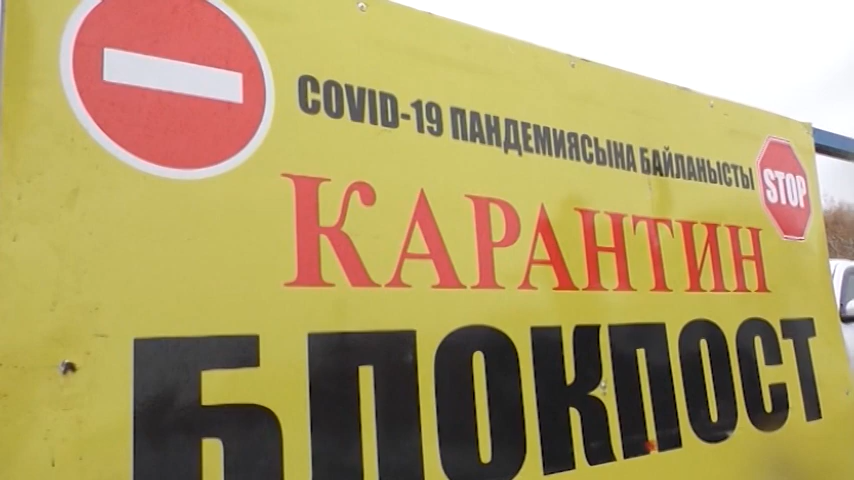 COVID-19 ПАНДЕМИЯСЫНА БАЙЛАНЫСТЫ
STOP
КАРАНТИН
БЛОКПОСТ